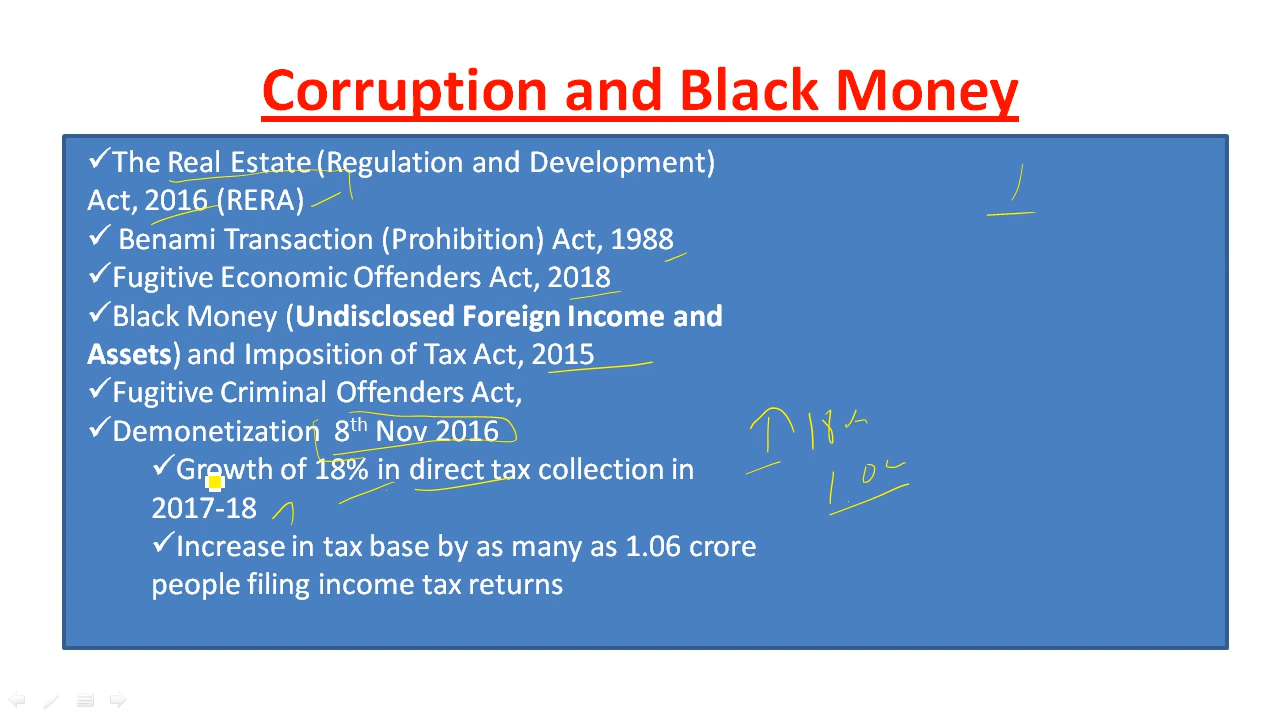 Corruption and Black Money
✓The Real Estate (Regulation and Development)
Act, 2016 (RERA)
✓ Benami Transaction (Prohibition) Act, 1988
✓Fugitive Economic Offenders Act, 2018
✓Black Money (Undisclosed Foreign Income and
Assets) and Imposition of Tax Act, 2015
✓Fugitive Criminal Offenders Act,
✓Demonetization 8th Nov 2016
✓Growth of 18% in direct tax collection in
2017-18
✓Increase in tax base by as many as 1.06 crore
people filing income tax returns